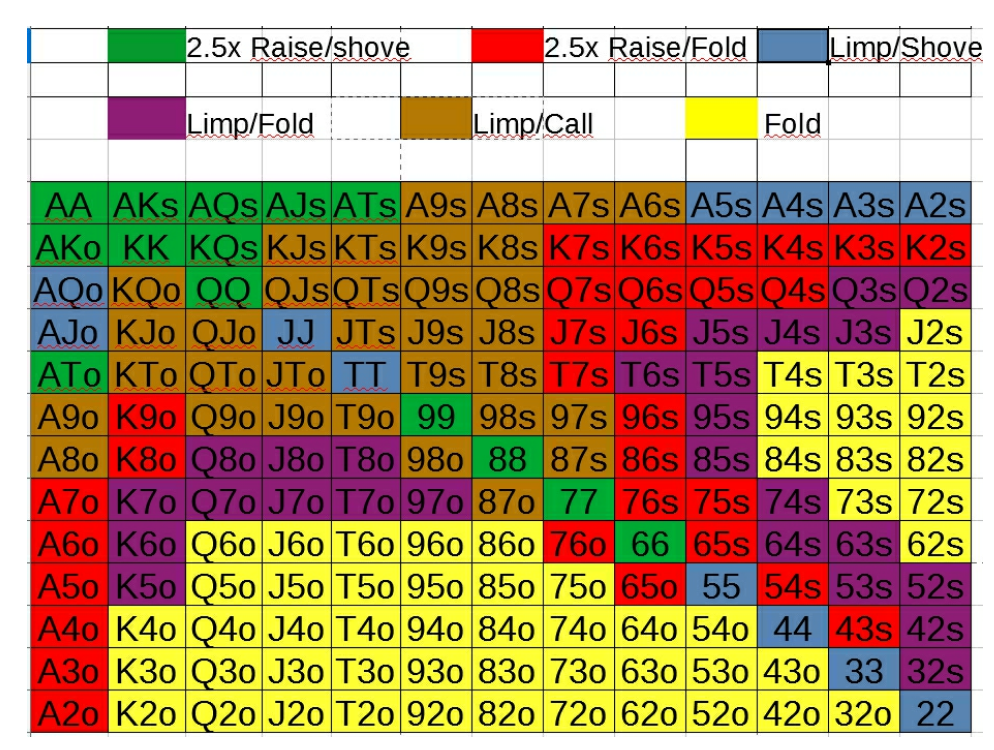 2.5x Raise/shove 2.5x Raise/Fold Limp/Shove
Limp/Fold Limp/Call Fold
AA AKs AQs AJs ATs A9s A8s A7s A6s A5s A4s A3s A2s
AKo KK KQs KJs KTs K9s K8s K7s K6s K5s K4s K3s K2s
AQo KQo QQ QJs QTs Q9s Q8s Q7s Q6s Q5s Q4s Q3s Q2s
AJo KJo QJo JJ JTs J9s J8s J7s J6s J5s J4s J3s J2s
ATo KTo QTo JTo TT T9s T8s T7s T6s T5s T4s T3s T2s
A9o K9o Q9o J9o T9o 99 98s 97s 96s 95s 94s 93s 92s
A8o K8o Q8o J8o T8o 98o 88 87s 86s 85s 84s 83s 82s
A7o K7o Q7o J7o T7o 97o 87o 77 76s 75s 74s 73s 72s
A6o K6o Q6o J6o T6o 96o 86o 76o 66 65s 64s 63s 62s
A5o K5o Q5o J5o T5o 95o 85o 75o 65o 55 54s 53s 52s
A4o K4o Q4o J4o T4o 94o 84o 74o 64o 54o 44 43s 42s
A3o K3o Q3o J3o T3o 93o 83o 73o 63o 53o 43o 33 32s
A2o K2o Q2o J2o T2o 92o 82o 72o 62o 52o 42o 32o 22